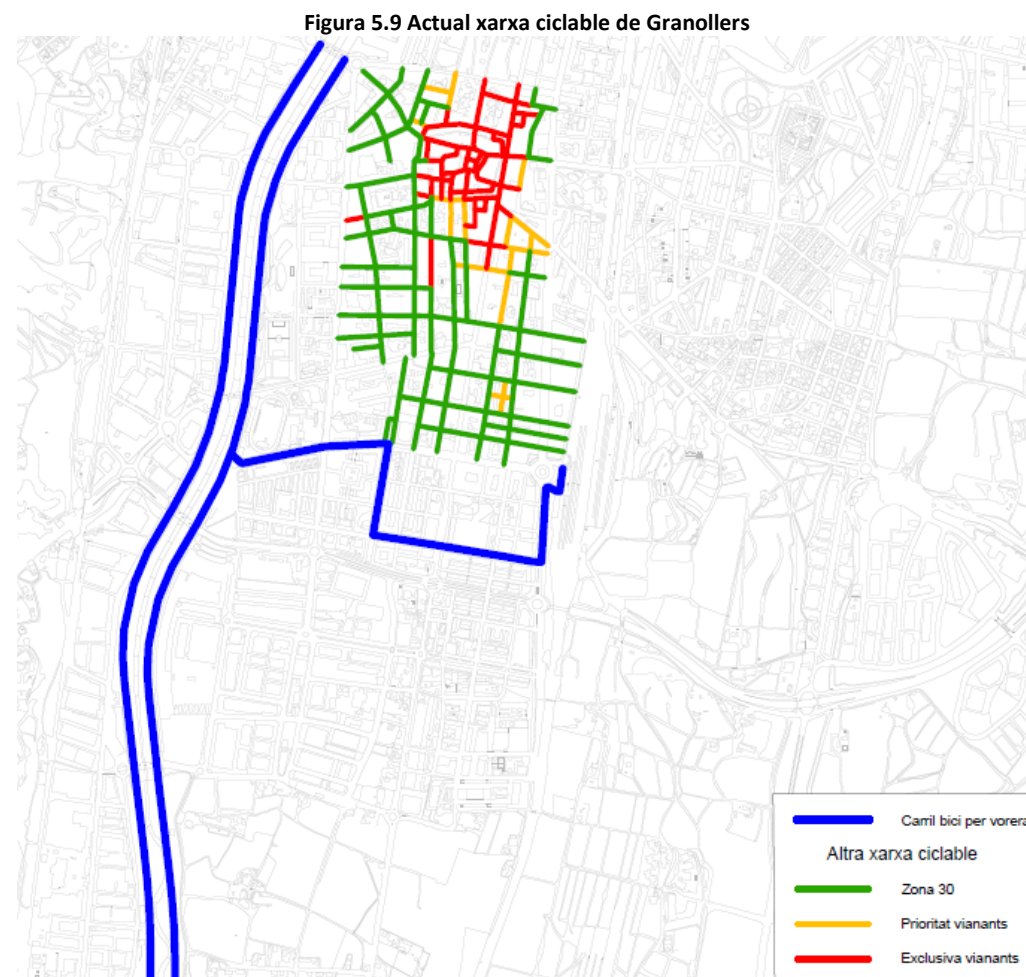 Figura 5.9 Actual xarxa ciclable de Granollers
Carril bici per vorera
Altra xarxa ciclable
Zona 30
Prioritat vianants
Exclusiva vianants